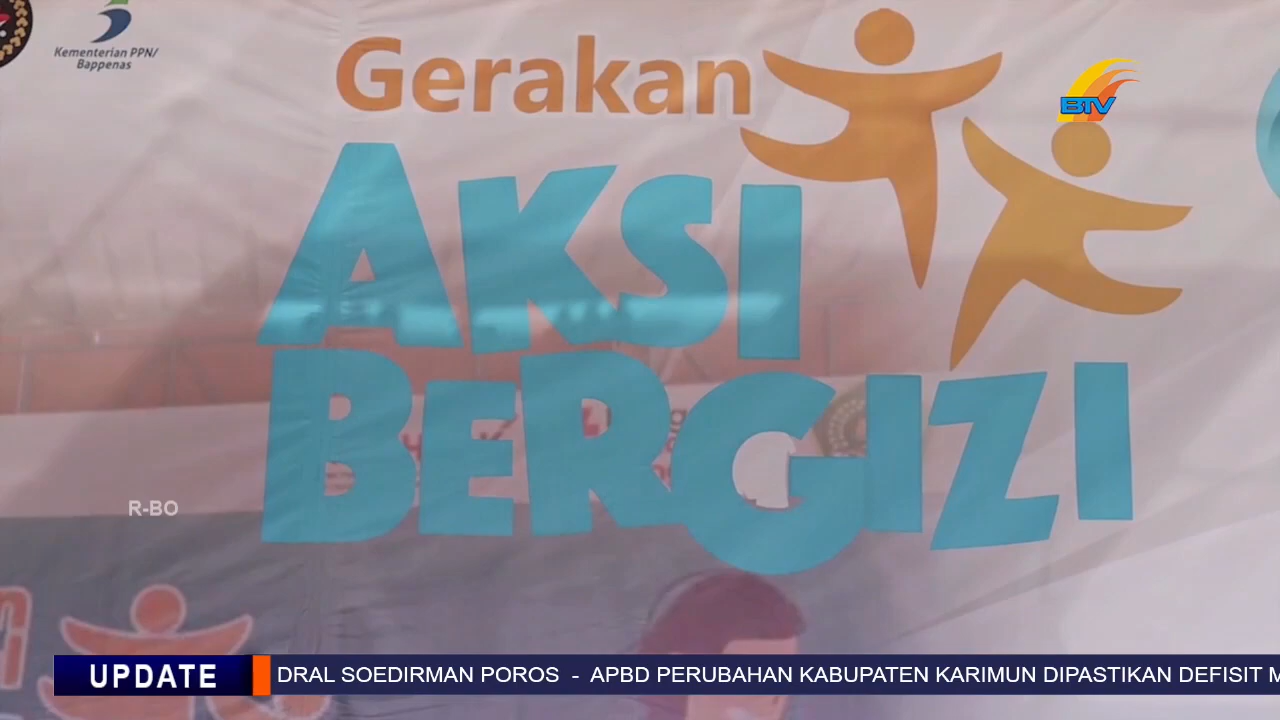 Kementerian PPN/
Bappenas
Gerakan
BTV
AKSI
BERGIZI
R-BO
UPDATE
DRAL SOEDIRMAN POROS - APBD PERUBAHAN KABUPATEN KARIMUN DIPASTIKAN DEFISIT M